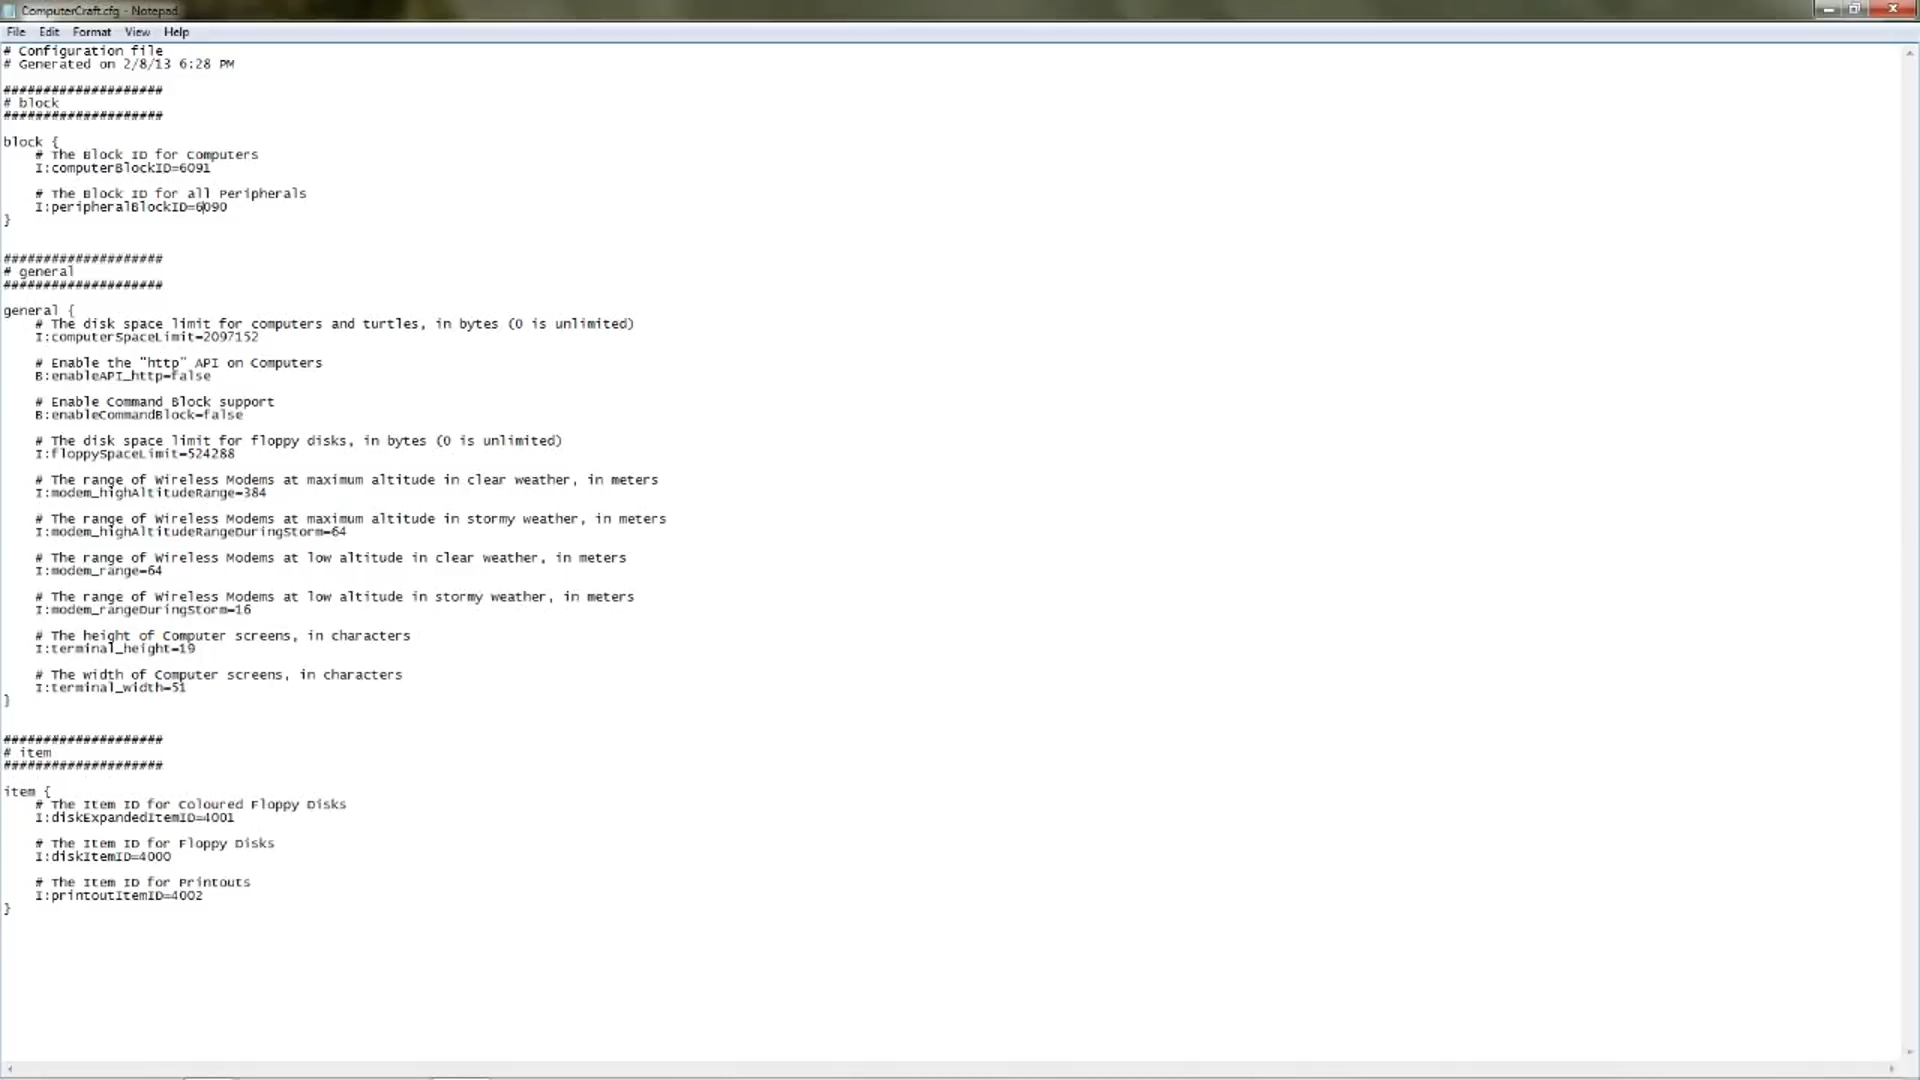 ComputerCraft.cfg - Notepad
File Edit Format View Help
# Configuration file
# Generated on 2/8/13 6:28 PM
####################
# block
####################
block {
# The Block ID for Computers
I:computerBlockID=6091
# The Block ID for all Peripherals
I:peripheralBlockID=6090
}
####################
# general
####################
general {
# The disk space limit for computers and turtles, in bytes (0 is unlimited)
I:computerSpaceLimit=2097152
# Enable the "http" API on Computers
B:enableAPI_http=false
# Enable Command Block support
B:enableCommandBlock=false
# The disk space limit for floppy disks, in bytes (0 is unlimited)
I:floppySpaceLimit=524288
# The range of Wireless Modems at maximum altitude in clear weather, in meters
I:modem_highAltitudeRange=384
# The range of Wireless Modems at maximum altitude in stormy weather, in meters
I:modem_highAltitudeRangeDuringStorm=64
# The range of Wireless Modems at low altitude in clear weather, in meters
I:modem_range=64
# The range of Wireless Modems at low altitude in stormy weather, in meters
I:modem_rangeDuringStorm=16
# The height of Computer screens, in characters
I:terminal_height=19
# The width of Computer screens, in characters
I:terminal_width=51
}
####################
# item
####################
item {
# The Item ID for Coloured Floppy Disks
I:diskExpandedItemID=4001
# The Item ID for Floppy Disks
I:diskItemID=4000
# The Item ID for Printouts
I:printoutItemID=4002
}